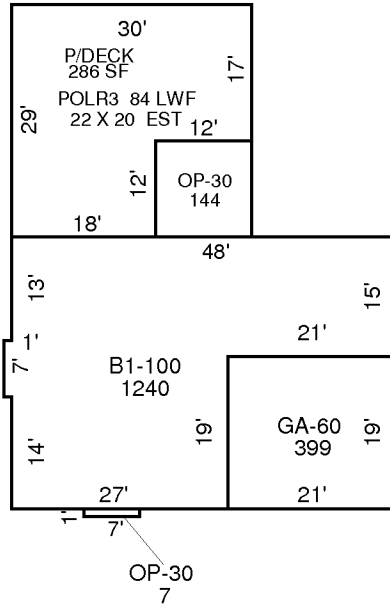 30'
P/DECK
286 SF
17'
POLR3 84 LWF
22 X 20 EST
29'
12'
12'
OP-30
144
18'
48'
13'
15'
1'
21'
7'
B1-100
1240
19'
GA-60
399
19'
14'
27'
21'
1'
7'
OP-30
7